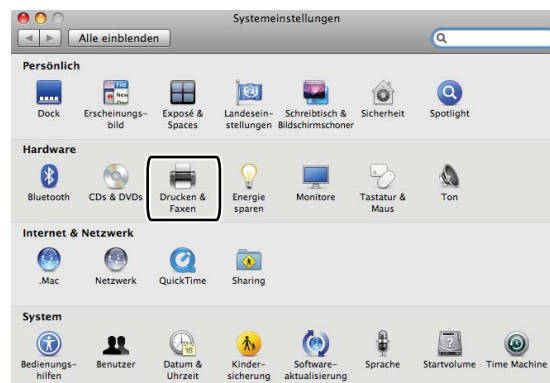 Systemeinstellungen
Alle einblenden
Persönlich
Dock
Erscheinungs-
bild
Exposé &
Spaces
Landesein-
stellungen
Schreibtisch &
Bildschirmschoner
Sicherheit
Spotlight
Hardware
Bluetooth
CDs & DVDs
Drucken &
Faxen
Energie
sparen
Monitore
Tastatur &
Maus
Ton
Internet & Netzwerk
.Mac
Netzwerk
QuickTime
Sharing
System
Bedienungs-
hilfen
Benutzer
Datum &
Uhrzeit
Kinder-
sicherung
Software-
aktualisierung
Sprache
Startvolume
Time Machine